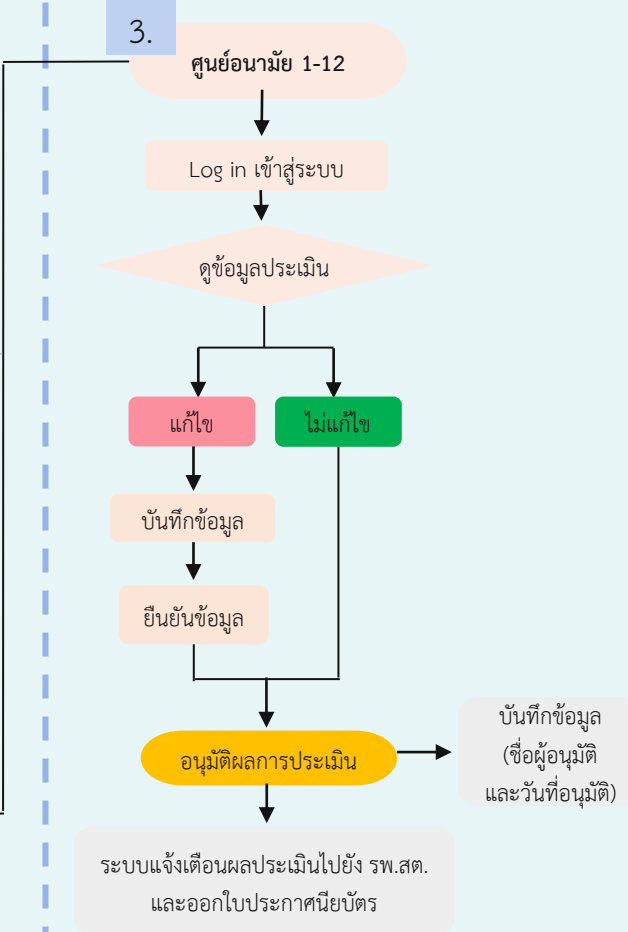 3.
ศูนย์อนามัย 1-12
Log in เข้าสู่ระบบ
ดูข้อมูลประเมิน
แก้ไข
ไม่แก้ไข
บันทึกข้อมูล
ยืนยันข้อมูล
อนุมัติผลการประเมิน
บันทึกข้อมูล
(ชื่อผู้อนุมัติ
และวันที่อนุมัติ)
ระบบแจ้งเตือนผลประเมินไปยัง รพ.สต.
และออกใบประกาศนียบัตร